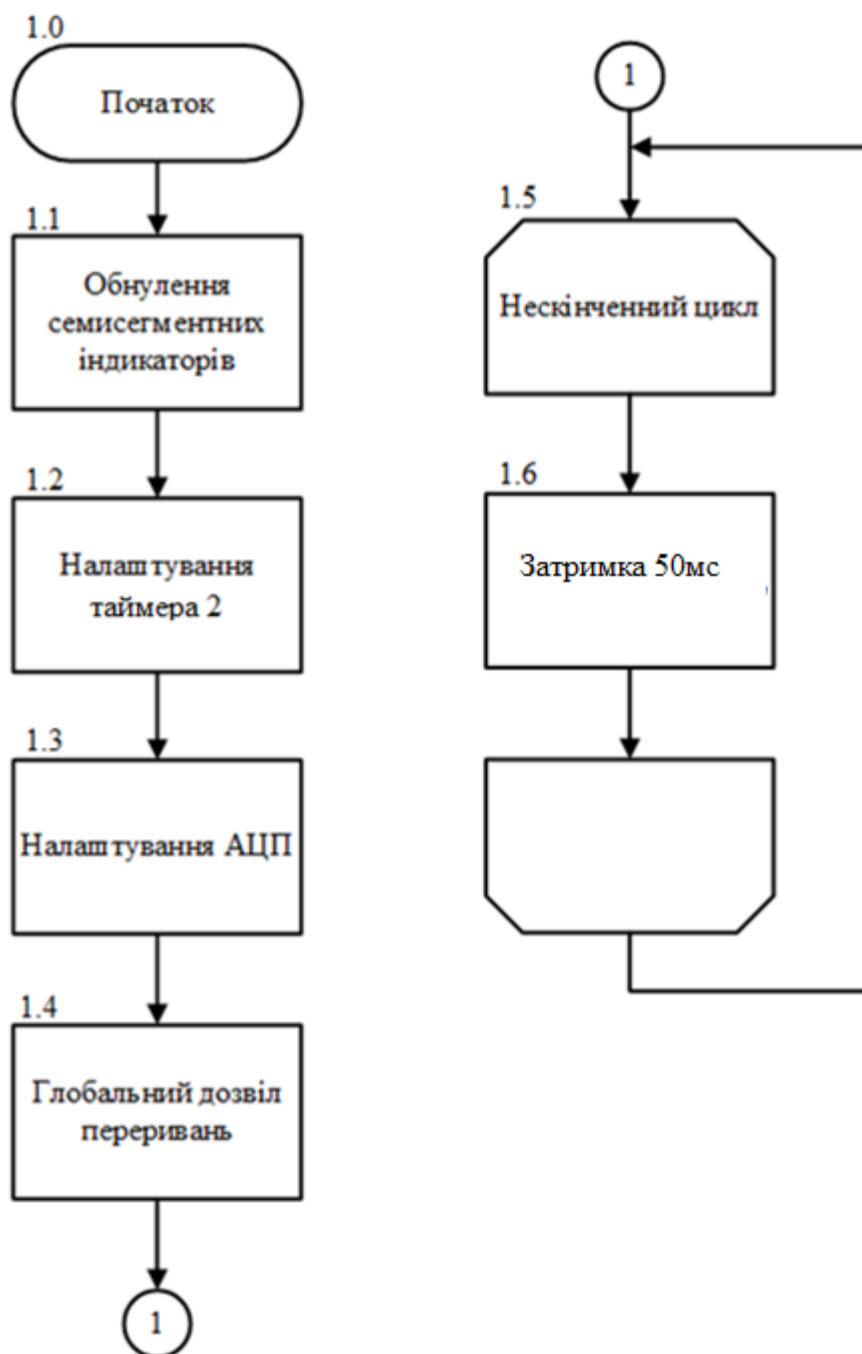 1.0
Початок
1.1
Обнулення
семисегментних
індикаторів
1.2
Налаштування
таймера 2
1.3
Налаштування АЦП
1.4
Глобальний дозвіл
переривань
1
1
1.5
Нескінченний цикл
1.6
Затримка 50мс